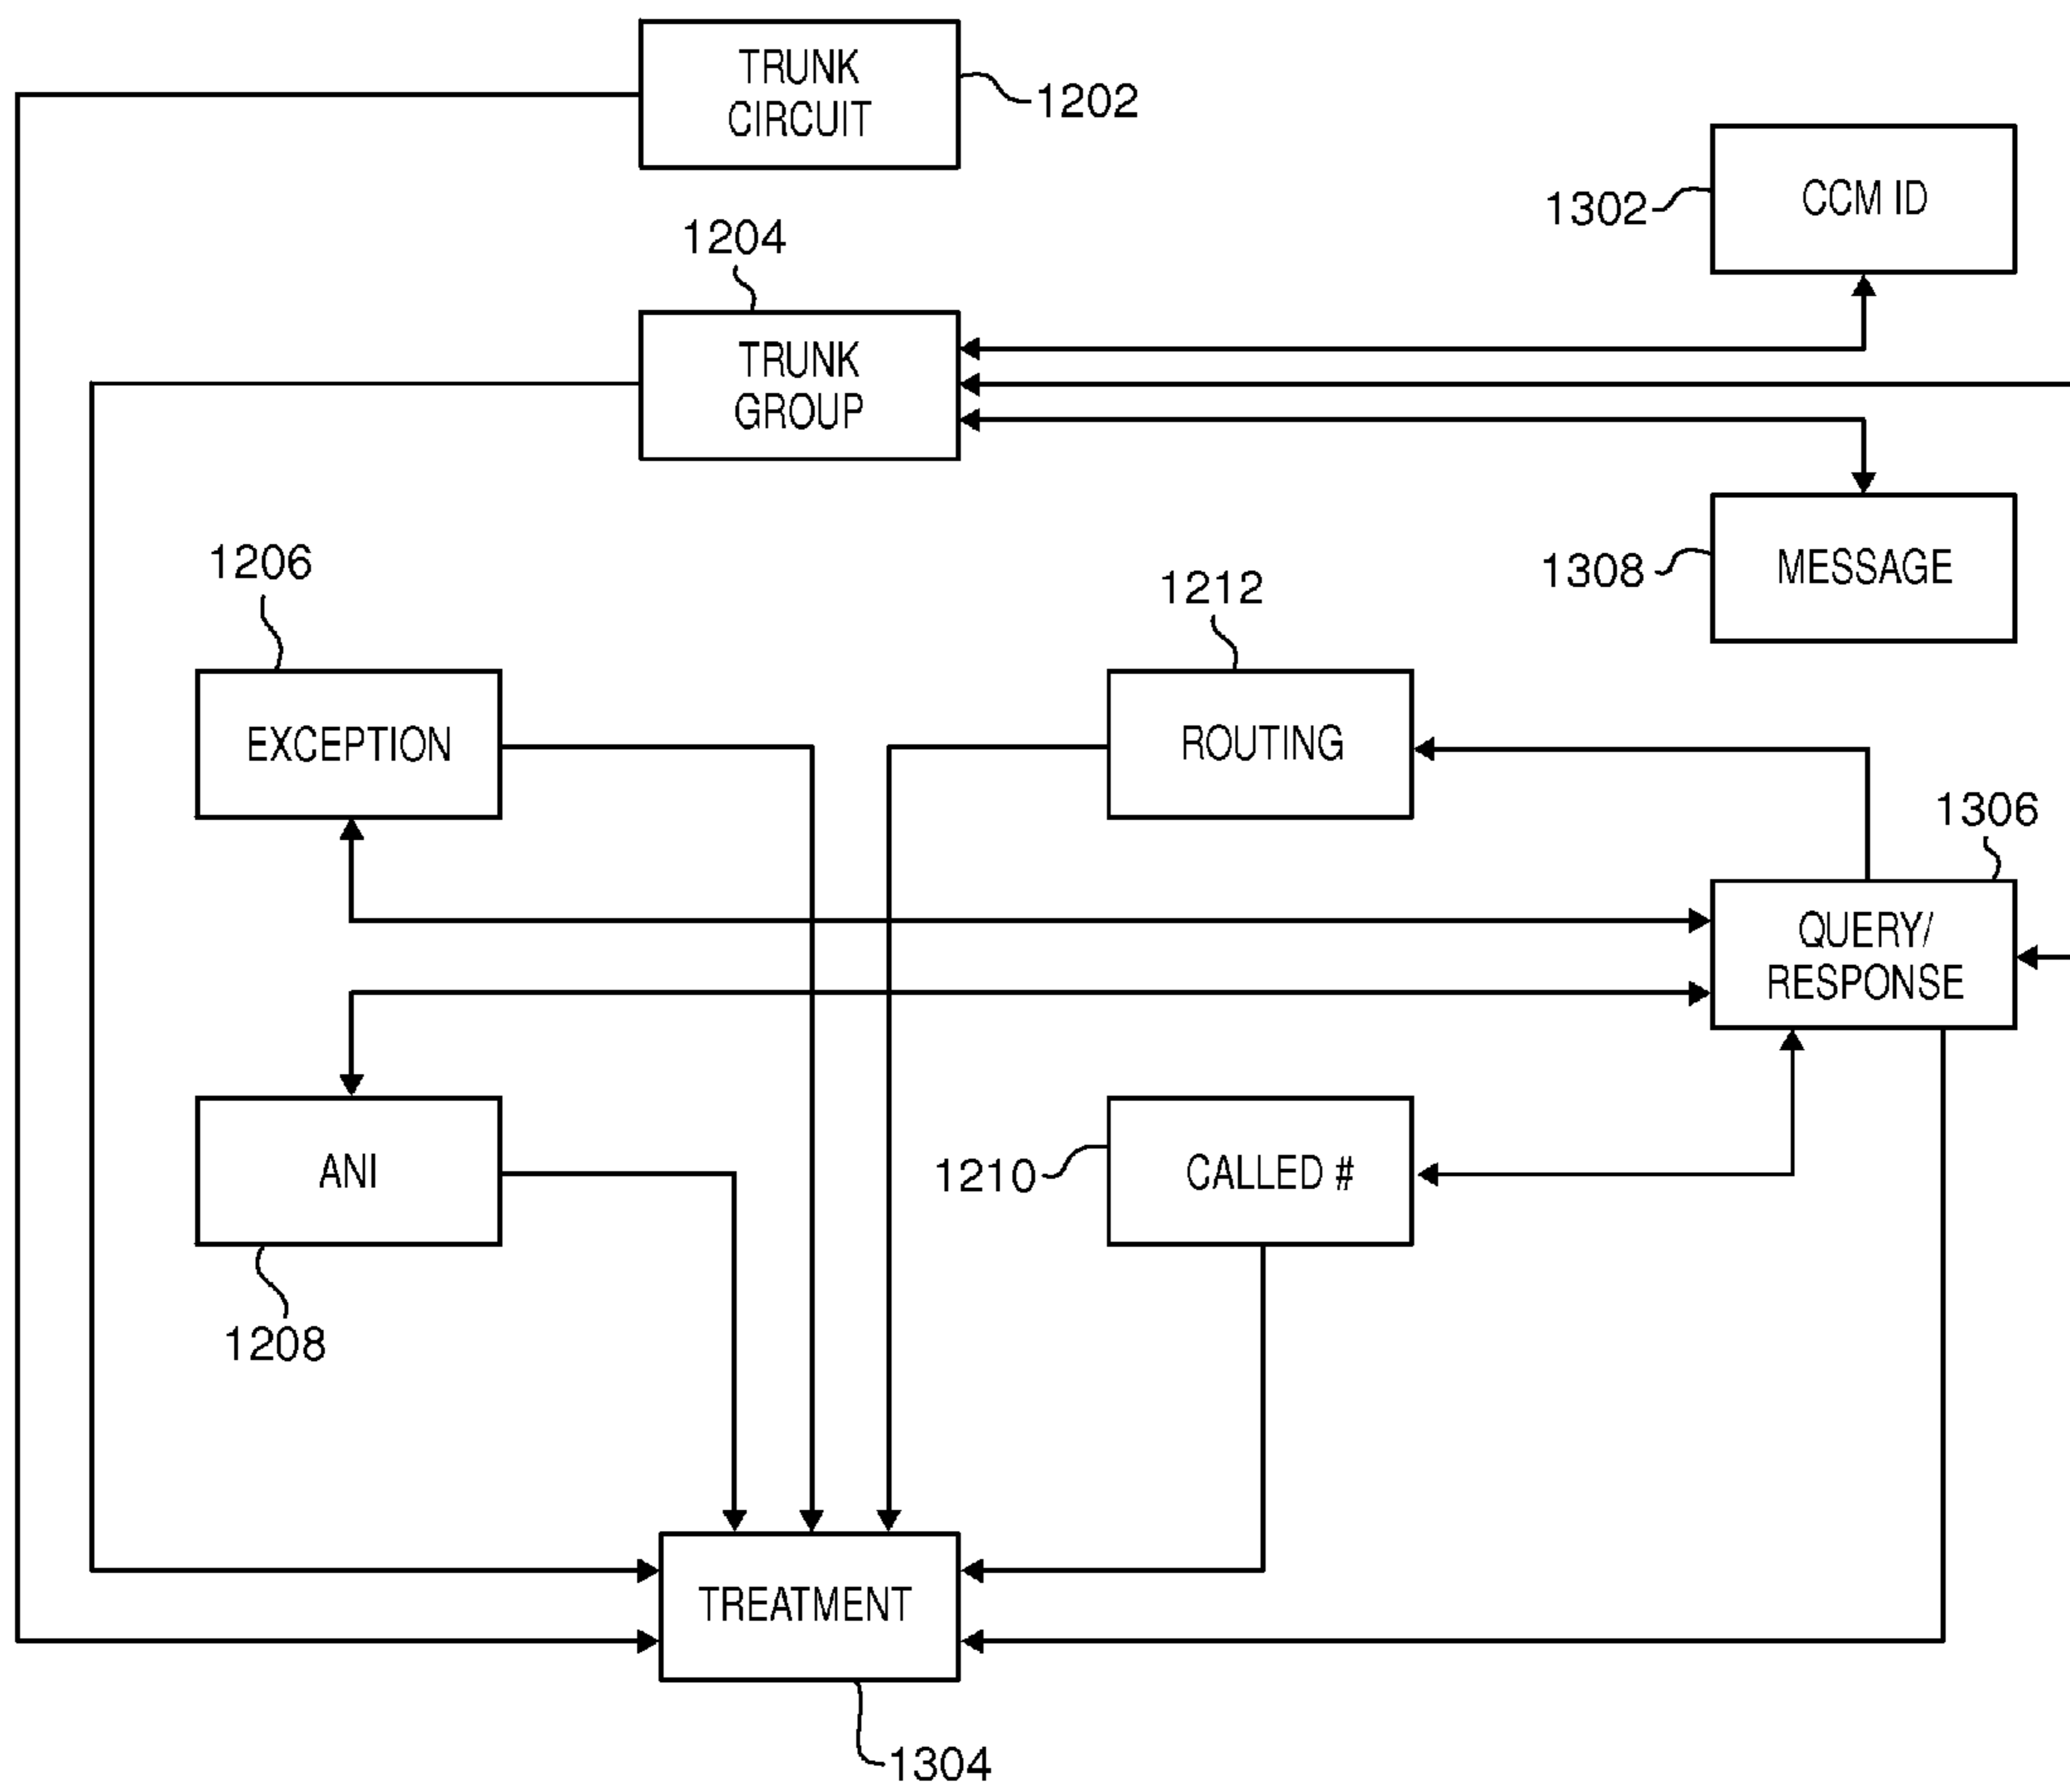 TRUNK
CIRCUIT
1202
CCM ID
1302
1204
TRUNK
GROUP
1206
1212
1308
MESSAGE
EXCEPTION
ROUTING
1306
QUERY/
RESPONSE
ANI
1210
CALLED #
1208
TREATMENT
1304